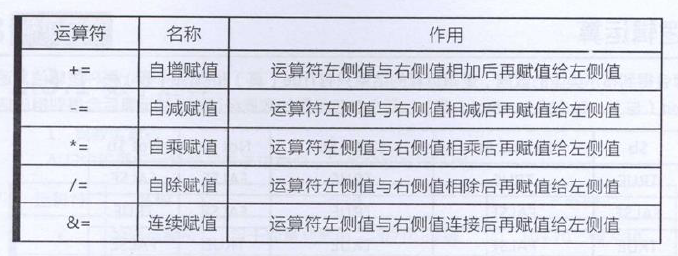 运算符 名称 作用
+= 自增赋值 运算符左侧值与右侧值相加后再赋值给左侧值
-= 自减赋值 运算符左侧值与右侧值相减后再赋值给左侧值
*= 自乘赋值 运算符左侧值与右侧值相乘后再赋值给左侧值
/= 自除赋值 运算符左侧值与右侧值相除后再赋值给左侧值
&= 连续赋值 运算符左侧值与右侧值连接后再赋值给左侧值